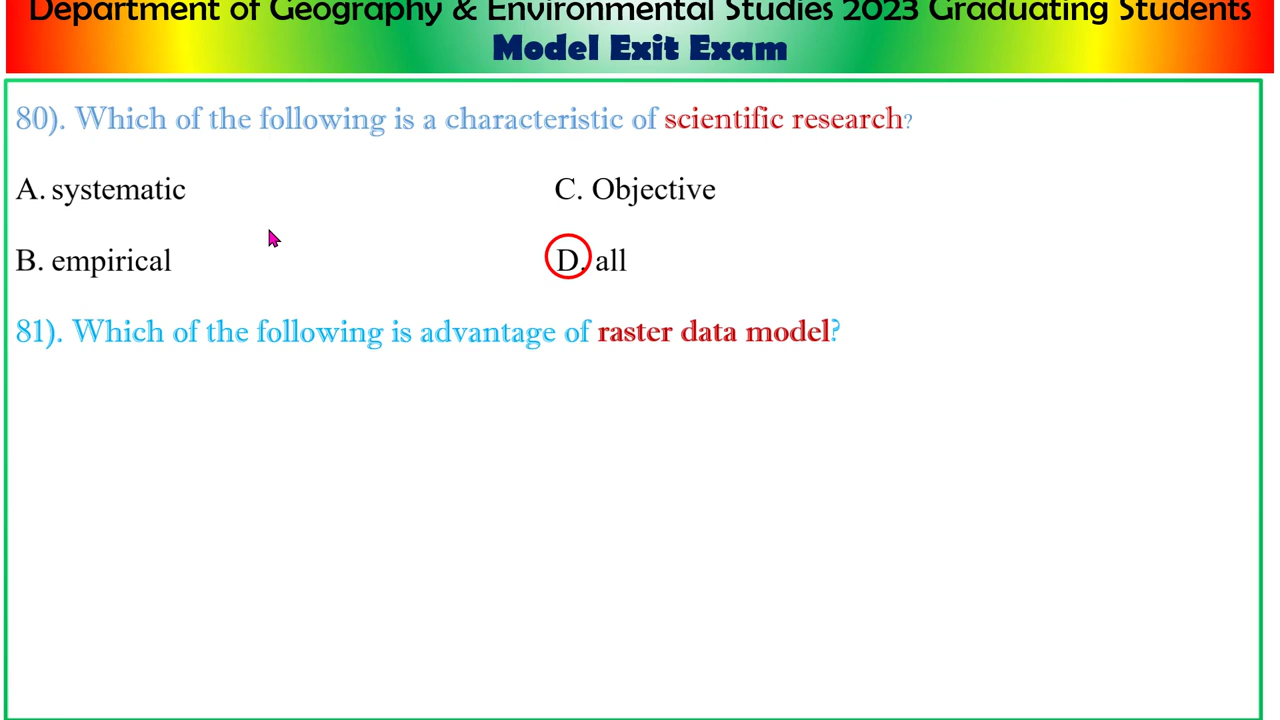 Department of Geography & Environmental Studies 2023 Graduating Students
Model Exit Exam
80). Which of the following is a characteristic of scientific research?
A. systematic
C. Objective
B. empirical
D. all
81). Which of the following is advantage of raster data model?